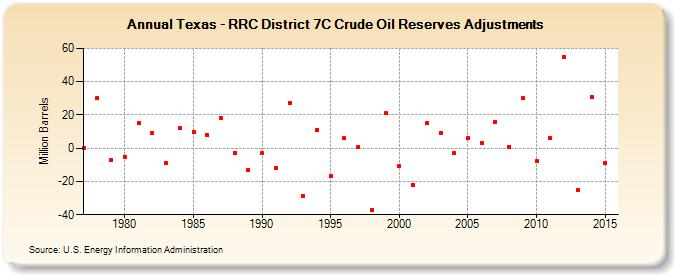 Annual Texas - RRC District 7C Crude Oil Reserves Adjustments
Million Barrels
60
40
20
0
-20
-40
1980 1985 1990 1995 2000 2005 2010 2015
Source: U.S. Energy Information Administration